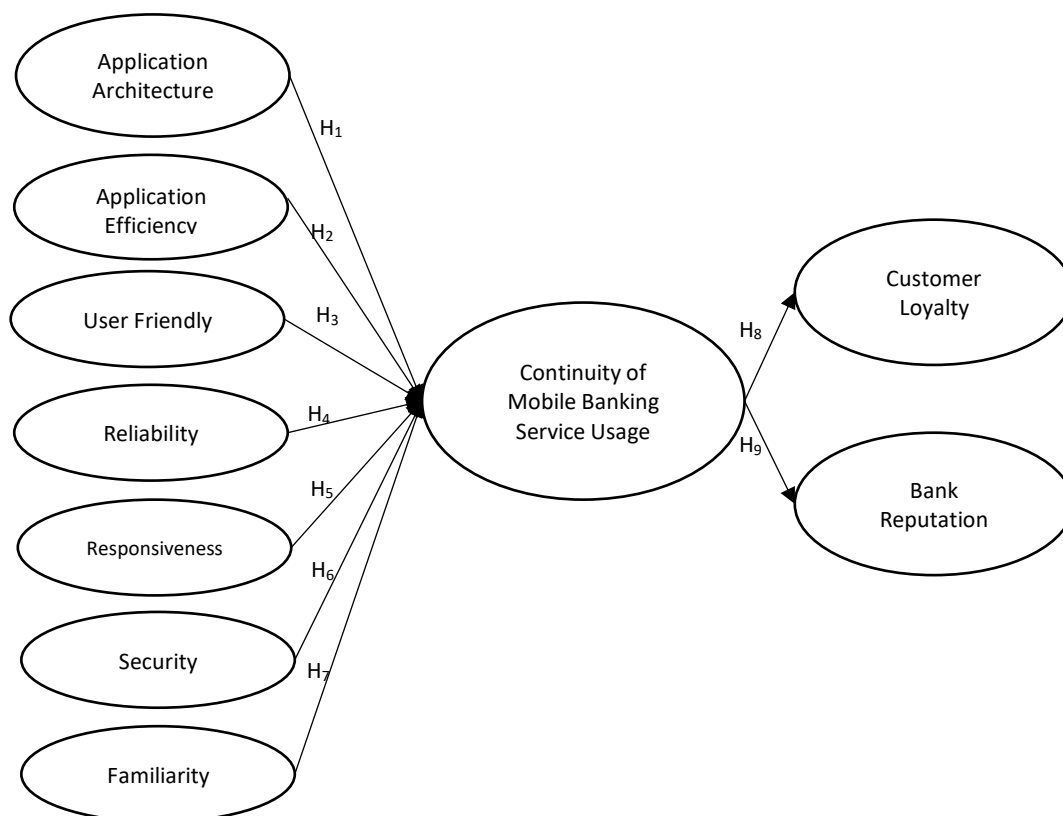 Application
Architecture
H₁
Application
Efficiency
H₂
User Friendly
H₃
Reliability
H₄
Responsiveness
H₅
Security
H₆
Familiarity
H₇
Continuity of
Mobile Banking
Service Usage
H₈
Customer
Loyalty
H₉
Bank
Reputation